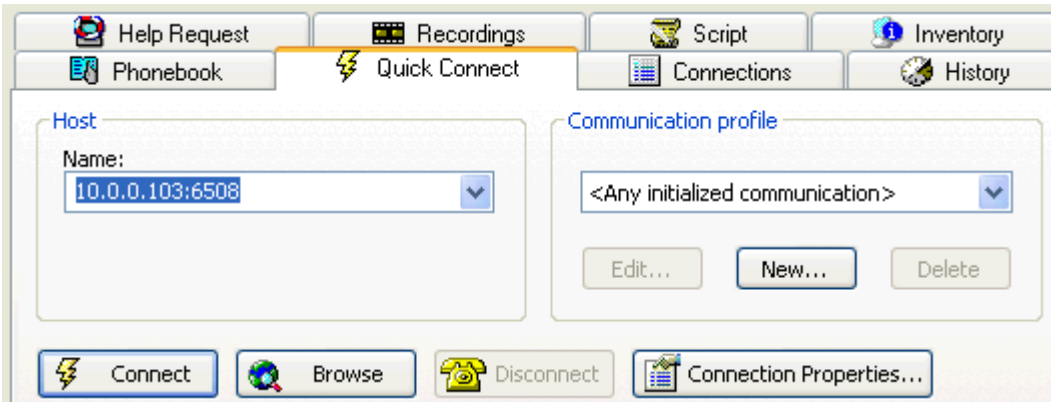 Help Request Recordings Script Inventory
Phonebook Quick Connect Connections History
Host Communication profile
Name:
10.0.0.103:6508 <Any initialized communication>
Edit... New... Delete
Connect Browse Disconnect Connection Properties...